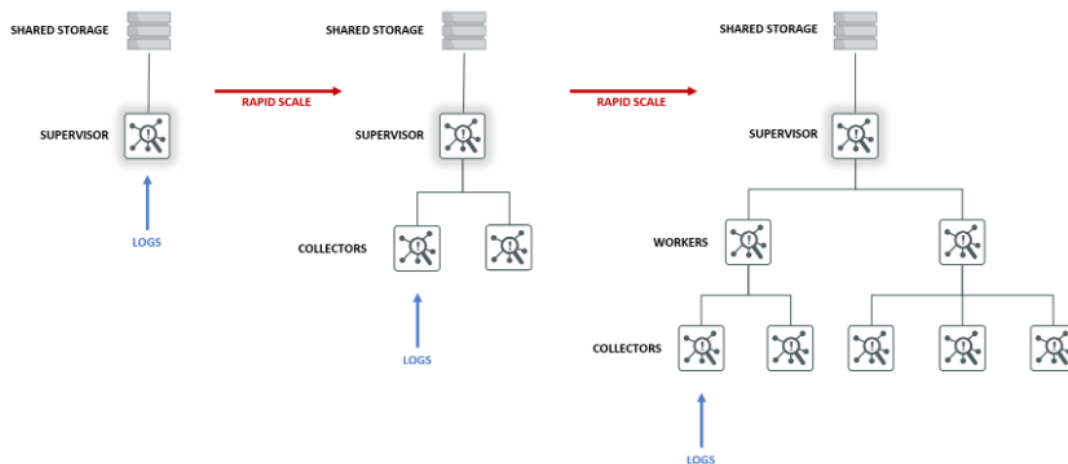 SHARED STORAGE
SHARED STORAGE
SHARED STORAGE
RAPID SCALE
RAPID SCALE
SUPERVISOR
SUPERVISOR
SUPERVISOR
LOGS
COLLECTORS
WORKERS
LOGS
COLLECTORS
LOGS